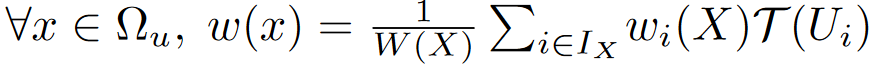 ∀x ∈ Ω_u, w(x) = \frac{1}{W(X)} ∑_{i∈I_X} w_i(X)𝒯(U_i)